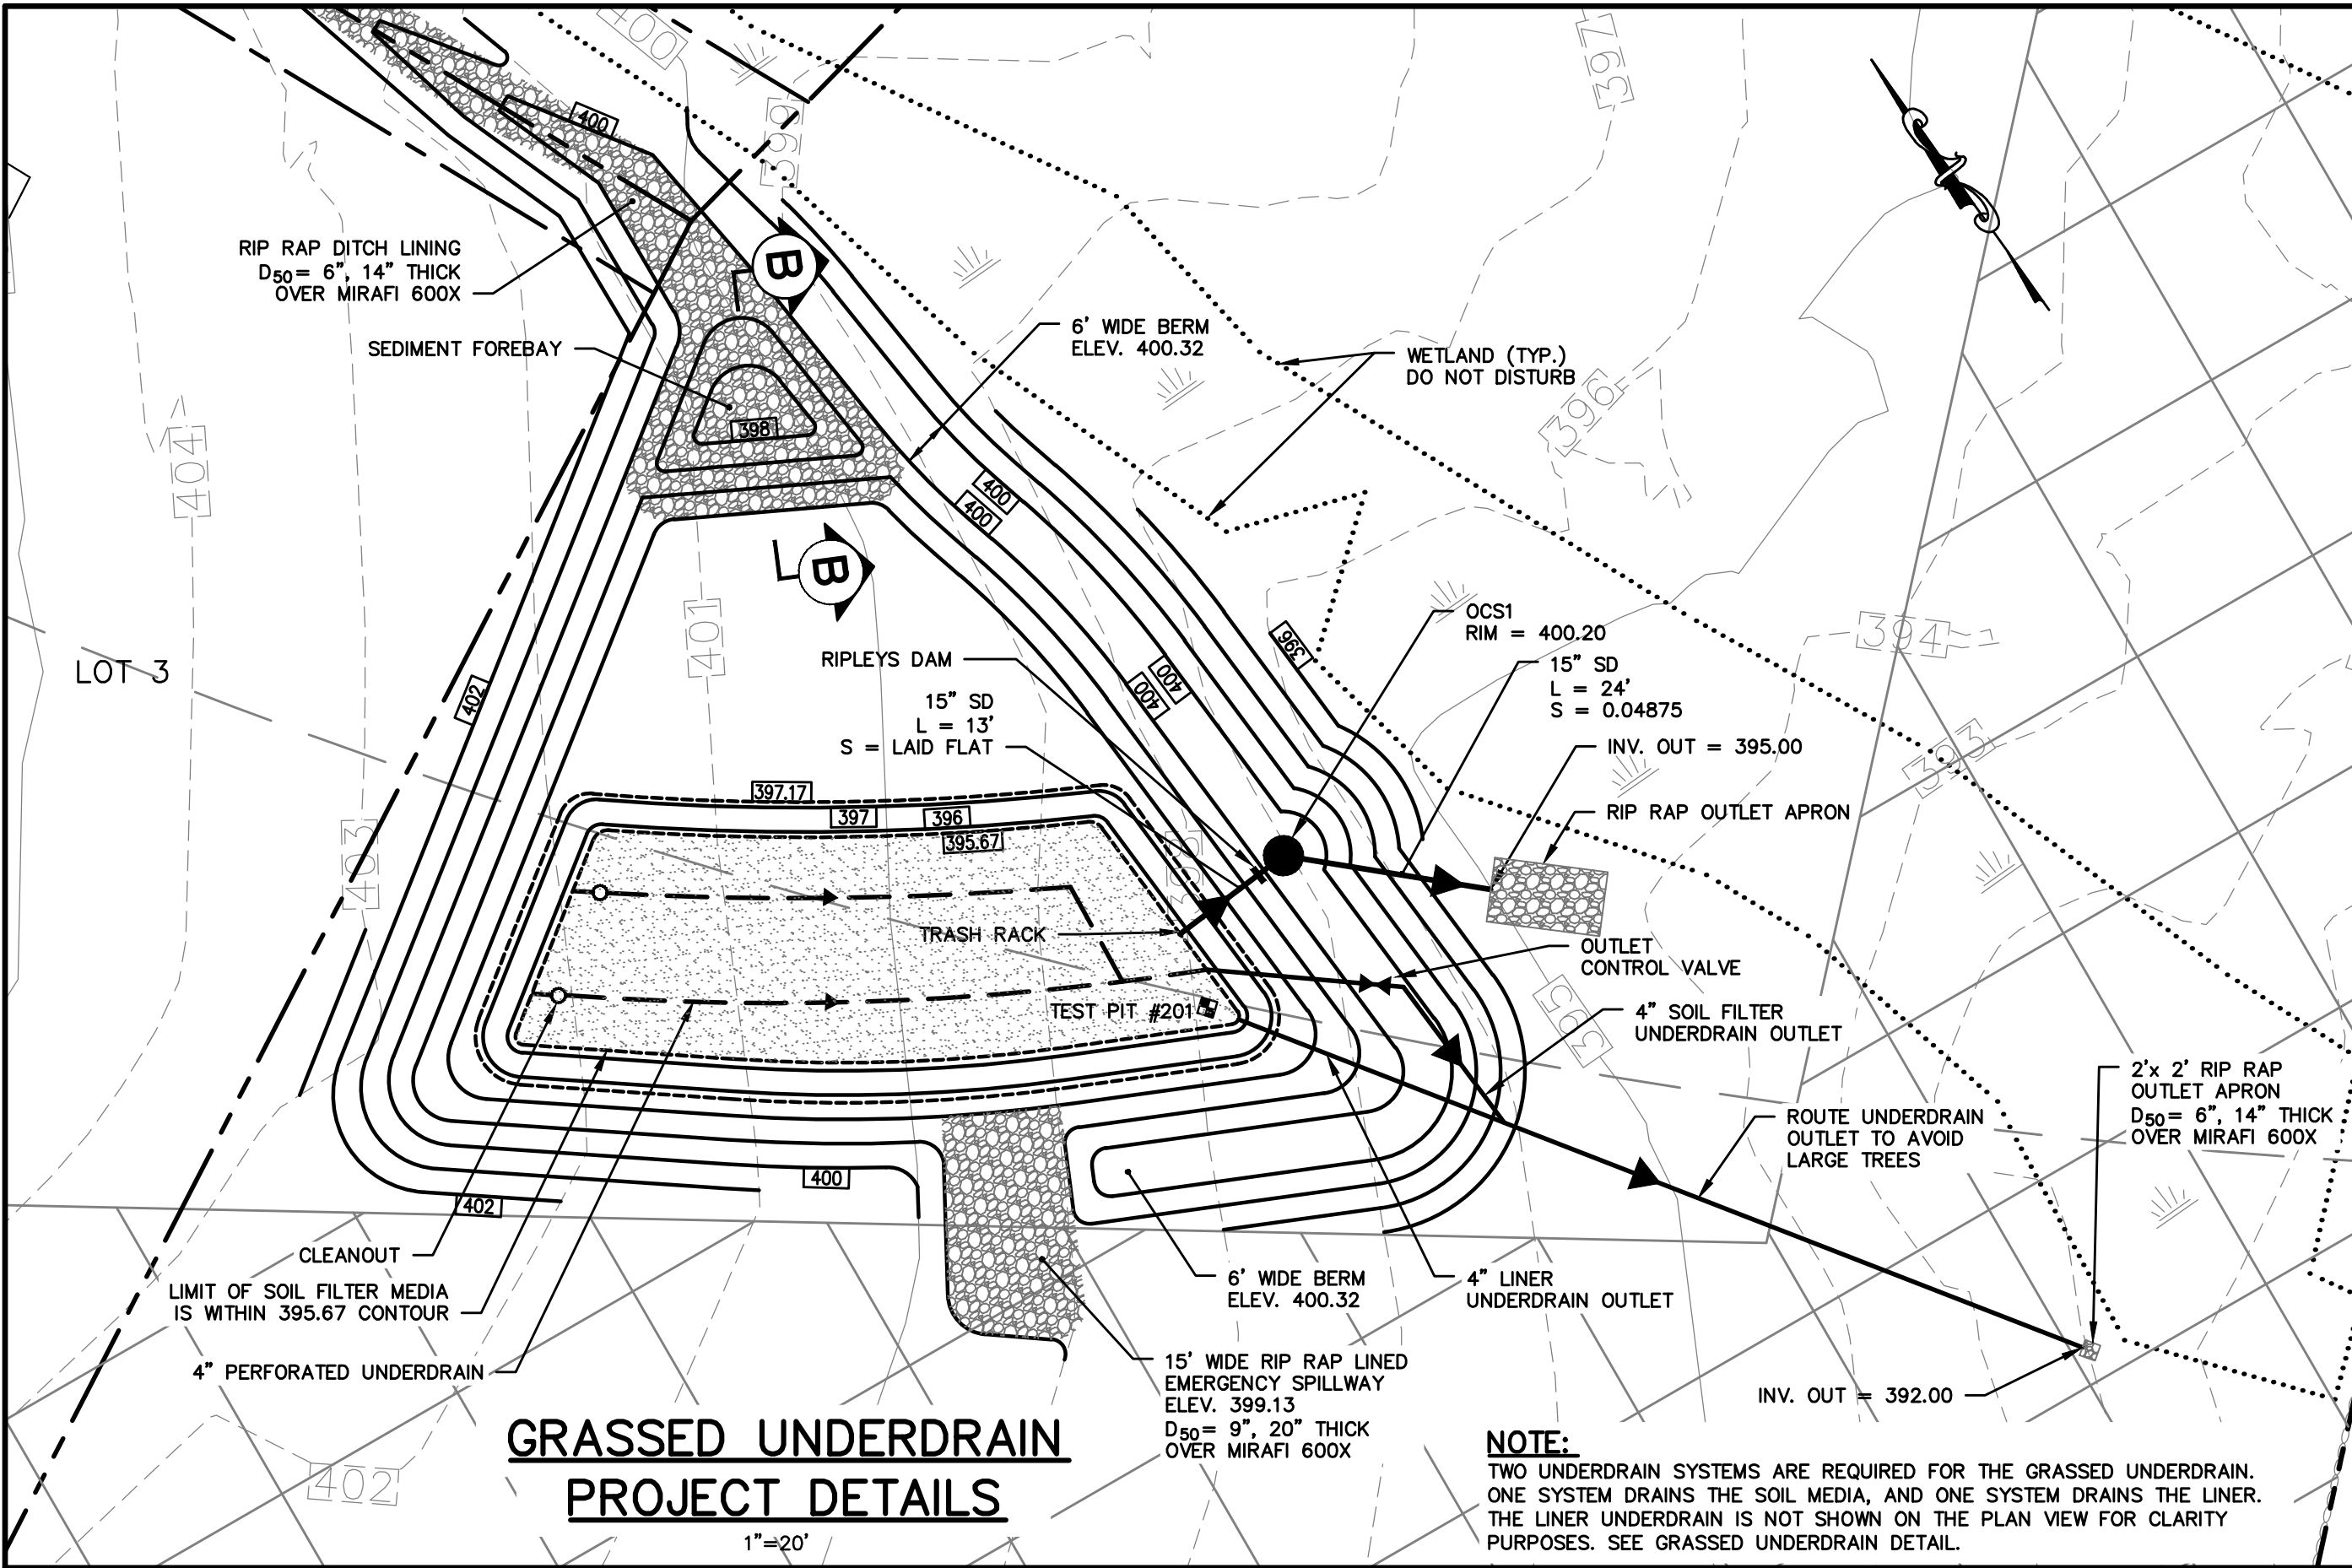 400
399
397
400
RIP RAP DITCH LINING
D50= 6", 14" THICK
OVER MIRAFI 600X
B
SEDIMENT FOREBAY
6' WIDE BERM
ELEV. 400.32
WETLAND (TYP.)
DO NOT DISTURB
398
396
404
400
400
B
OCS1
RIM = 400.20
394
401
396
LOT 3
402
RIPLEYS DAM
400
400
15" SD
L = 24'
S = 0.04875
15" SD
L = 13'
S = LAID FLAT
INV. OUT = 395.00
393
397.17
397
396
395.67
RIP RAP OUTLET APRON
403
TRASH RACK
OUTLET
CONTROL VALVE
TEST PIT #201
395
4" SOIL FILTER
UNDERDRAIN OUTLET
2'x 2' RIP RAP
OUTLET APRON
D50= 6", 14" THICK
OVER MIRAFI 600X
ROUTE UNDERDRAIN
OUTLET TO AVOID
LARGE TREES
400
402
CLEANOUT
LIMIT OF SOIL FILTER MEDIA
IS WITHIN 395.67 CONTOUR
6' WIDE BERM
ELEV. 400.32
4" LINER
UNDERDRAIN OUTLET
4" PERFORATED UNDERDRAIN
15' WIDE RIP RAP LINED
EMERGENCY SPILLWAY
ELEV. 399.13
D50= 9", 20" THICK
OVER MIRAFI 600X
INV. OUT = 392.00
402
GRASSED UNDERDRAIN
PROJECT DETAILS
1"=20'
NOTE:
TWO UNDERDRAIN SYSTEMS ARE REQUIRED FOR THE GRASSED UNDERDRAIN.
ONE SYSTEM DRAINS THE SOIL MEDIA, AND ONE SYSTEM DRAINS THE LINER.
THE LINER UNDERDRAIN IS NOT SHOWN ON THE PLAN VIEW FOR CLARITY
PURPOSES. SEE GRASSED UNDERDRAIN DETAIL.